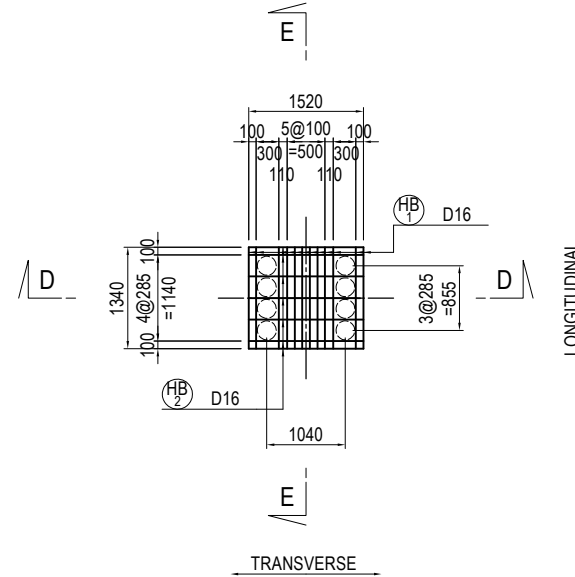 E
1520
100 5@100 100
300 =500 300
110 110
HB
1
D16
D
D
100
1340
4@285
=1140
100
3@285
=855
LONGITUDINAL
HB
2
D16
1040
E
TRANSVERSE